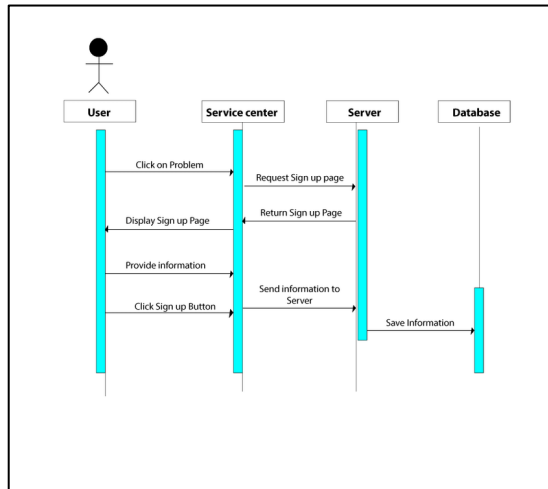 User
Service center
Server
Database
Click on Problem
Request Sign up page
Return Sign up Page
Display Sign up Page
Provide information
Send information to
Server
Click Sign up Button
Save Information